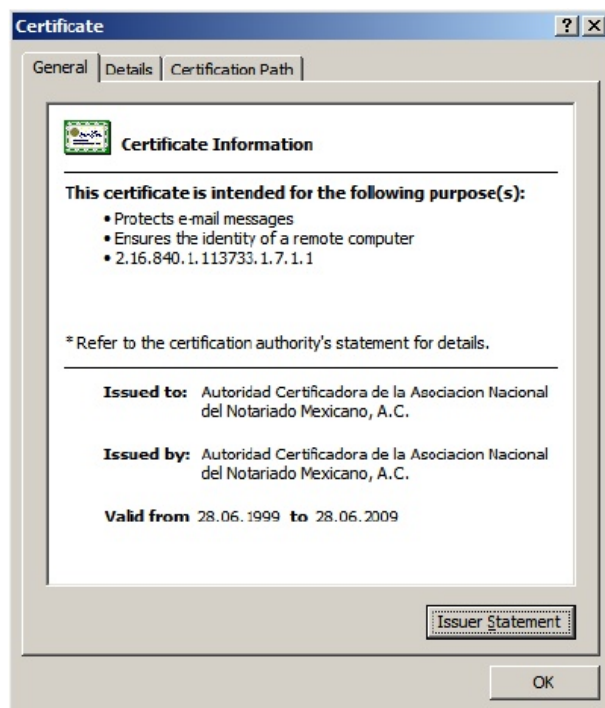 Certificate
General Details Certification Path
Certificate Information
This certificate is intended for the following purpose(s):
• Protects e-mail messages
• Ensures the identity of a remote computer
• 2.16.840.1.113733.1.7.1.1
* Refer to the certification authority's statement for details.
Issued to: Autoridad Certificadora de la Asociacion Nacional
del Notariado Mexicano, A.C.
Issued by: Autoridad Certificadora de la Asociacion Nacional
del Notariado Mexicano, A.C.
Valid from 28.06.1999 to 28.06.2009
Issuer Statement
OK